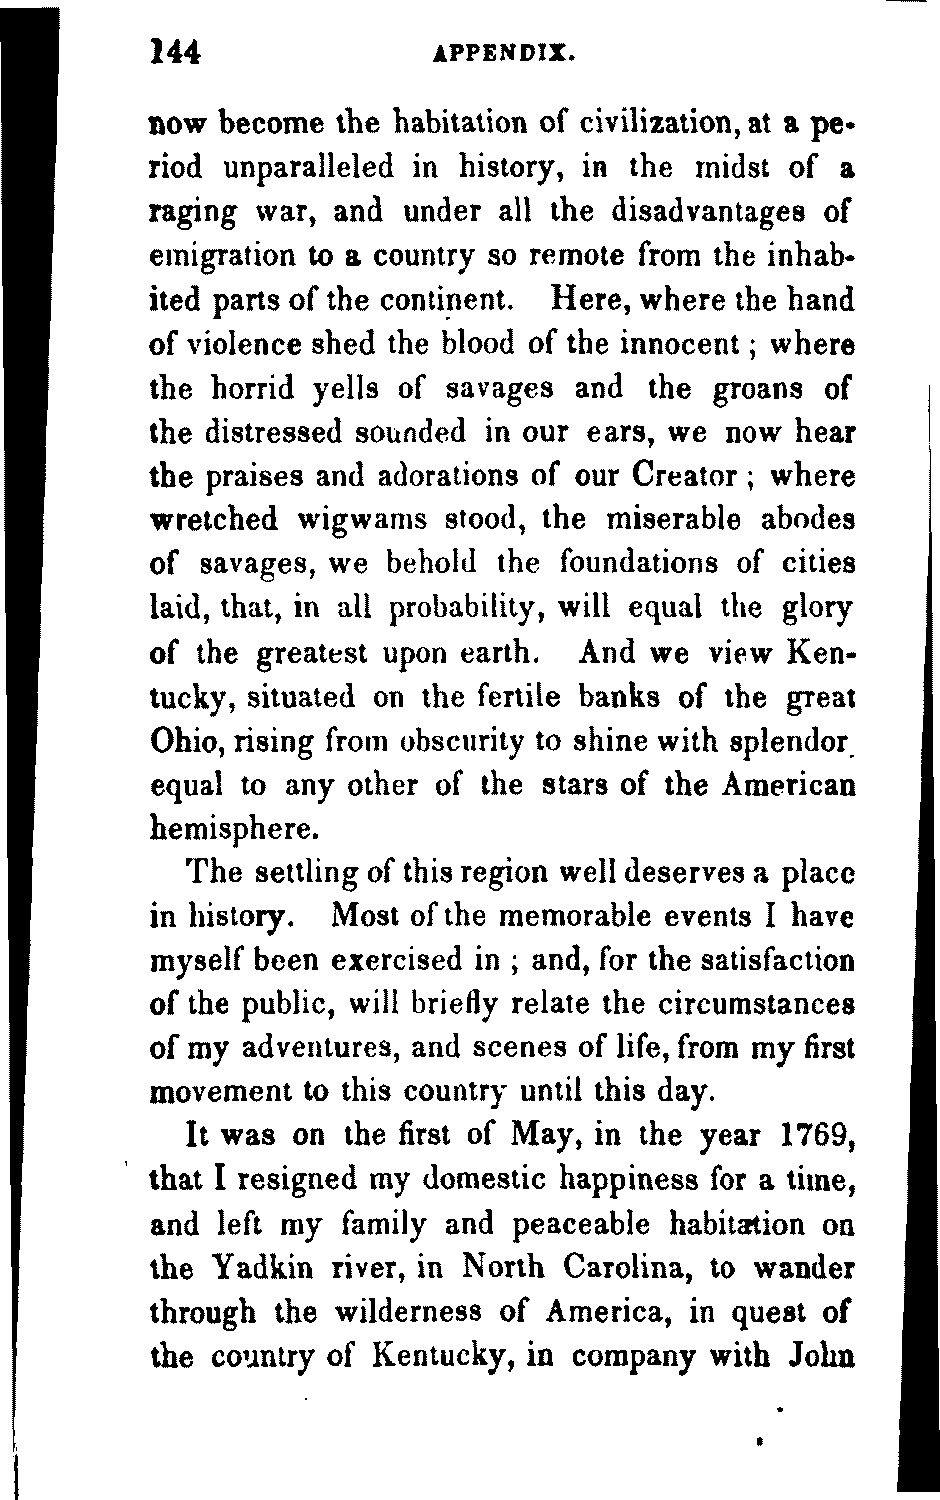 144 APPENDIX.
now become the habitation of civilization, at a pe-
riod unparalleled in history, in the midst of a
raging war, and under all the disadvantages of
emigration to a country so remote from the inhab-
ited parts of the continent. Here, where the hand
of violence shed the blood of the innocent ; where
the horrid yells of savages and the groans of
the distressed sounded in our ears, we now hear
the praises and adorations of our Creator ; where
wretched wigwams stood, the miserable abodes
of savages, we behold the foundations of cities
laid, that, in all probability, will equal the glory
of the greatest upon earth. And we view Ken-
tucky, situated on the fertile banks of the great
Ohio, rising from obscurity to shine with splendor
equal to any other of the stars of the American
hemisphere.
The settling of this region well deserves a place
in history. Most of the memorable events I have
myself been exercised in ; and, for the satisfaction
of the public, will briefly relate the circumstances
of my adventures, and scenes of life, from my first
movement to this country until this day.
It was on the first of May, in the year 1769,
that I resigned my domestic happiness for a time,
and left my family and peaceable habitation on
the Yadkin river, in North Carolina, to wander
through the wilderness of America, in quest of
the country of Kentucky, in company with John